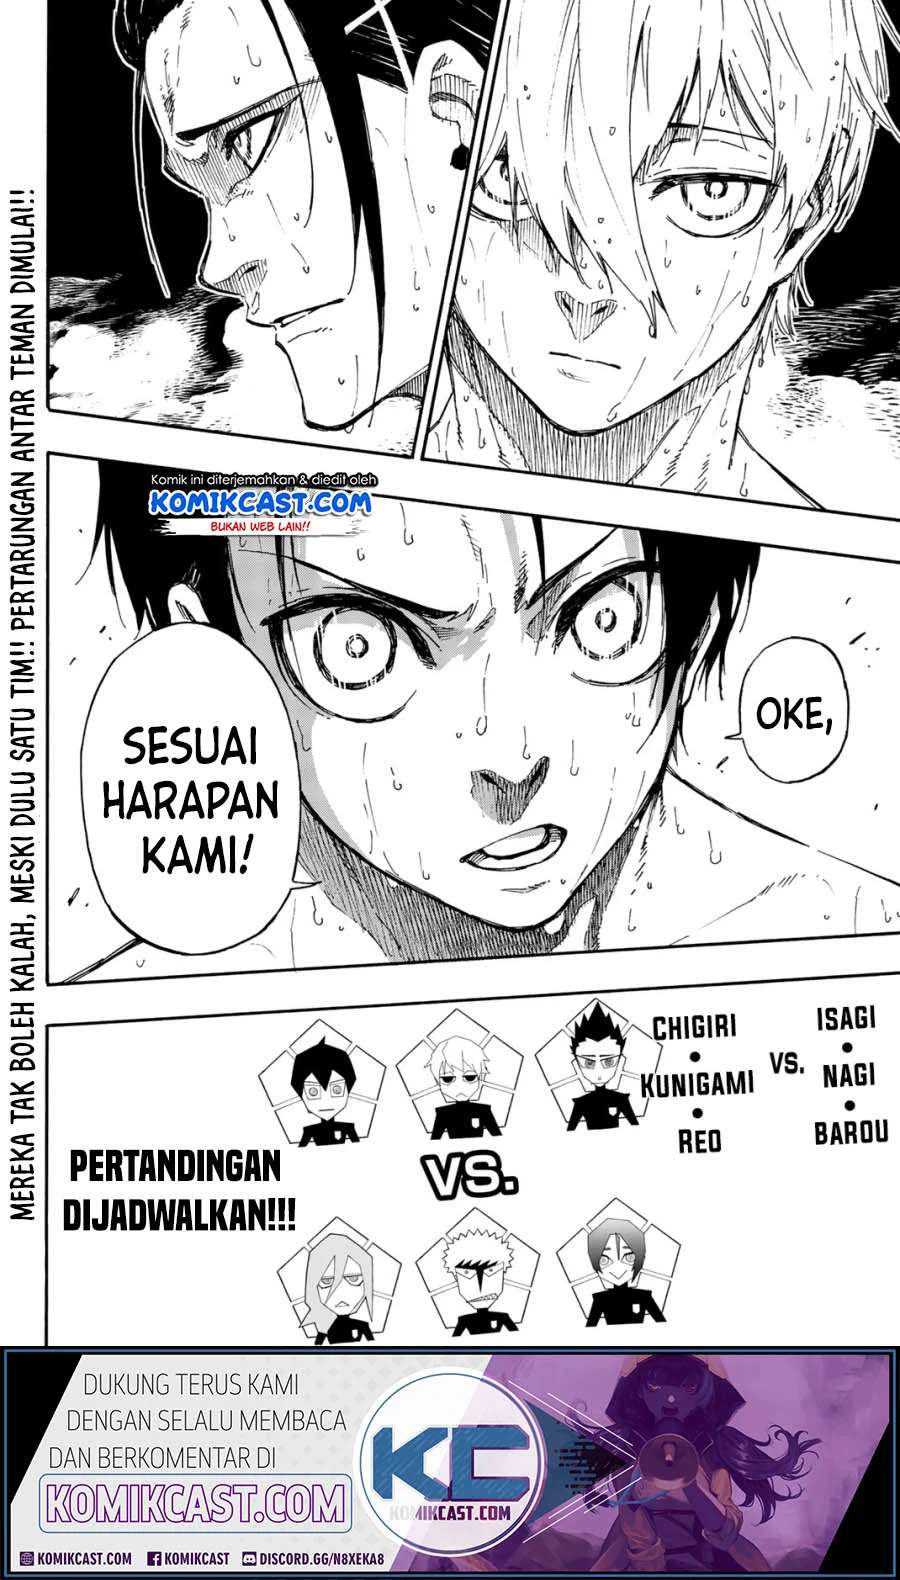 Komik ini diterjemahkan & diedit oleh
KOMIKCAST.COM
BUKAN WEB LAIN!!
OKE,
SESUAI
HARAPAN
KAMI!
MEREKA TAK BOLEH KALAH, MESKI DULU SATU TIM!! PERTARUNGAN ANTAR TEMAN DIMULAI!!
PERTANDINGAN
DIJADWALKAN!!!
VS.
CHIGIRI
•
KUNIGAMI
•
REO
VS.
ISAGI
•
NAGI
•
BAROU
DUKUNG TERUS KAMI
DENGAN SELALU MEMBACA
DAN BERKOMENTAR DI
KOMIKCAST.COM
KC
KOMIKCAST.COM
KOMIKCAST.COM
KOMIKCAST
DISCORD.GG/N8XEKA8